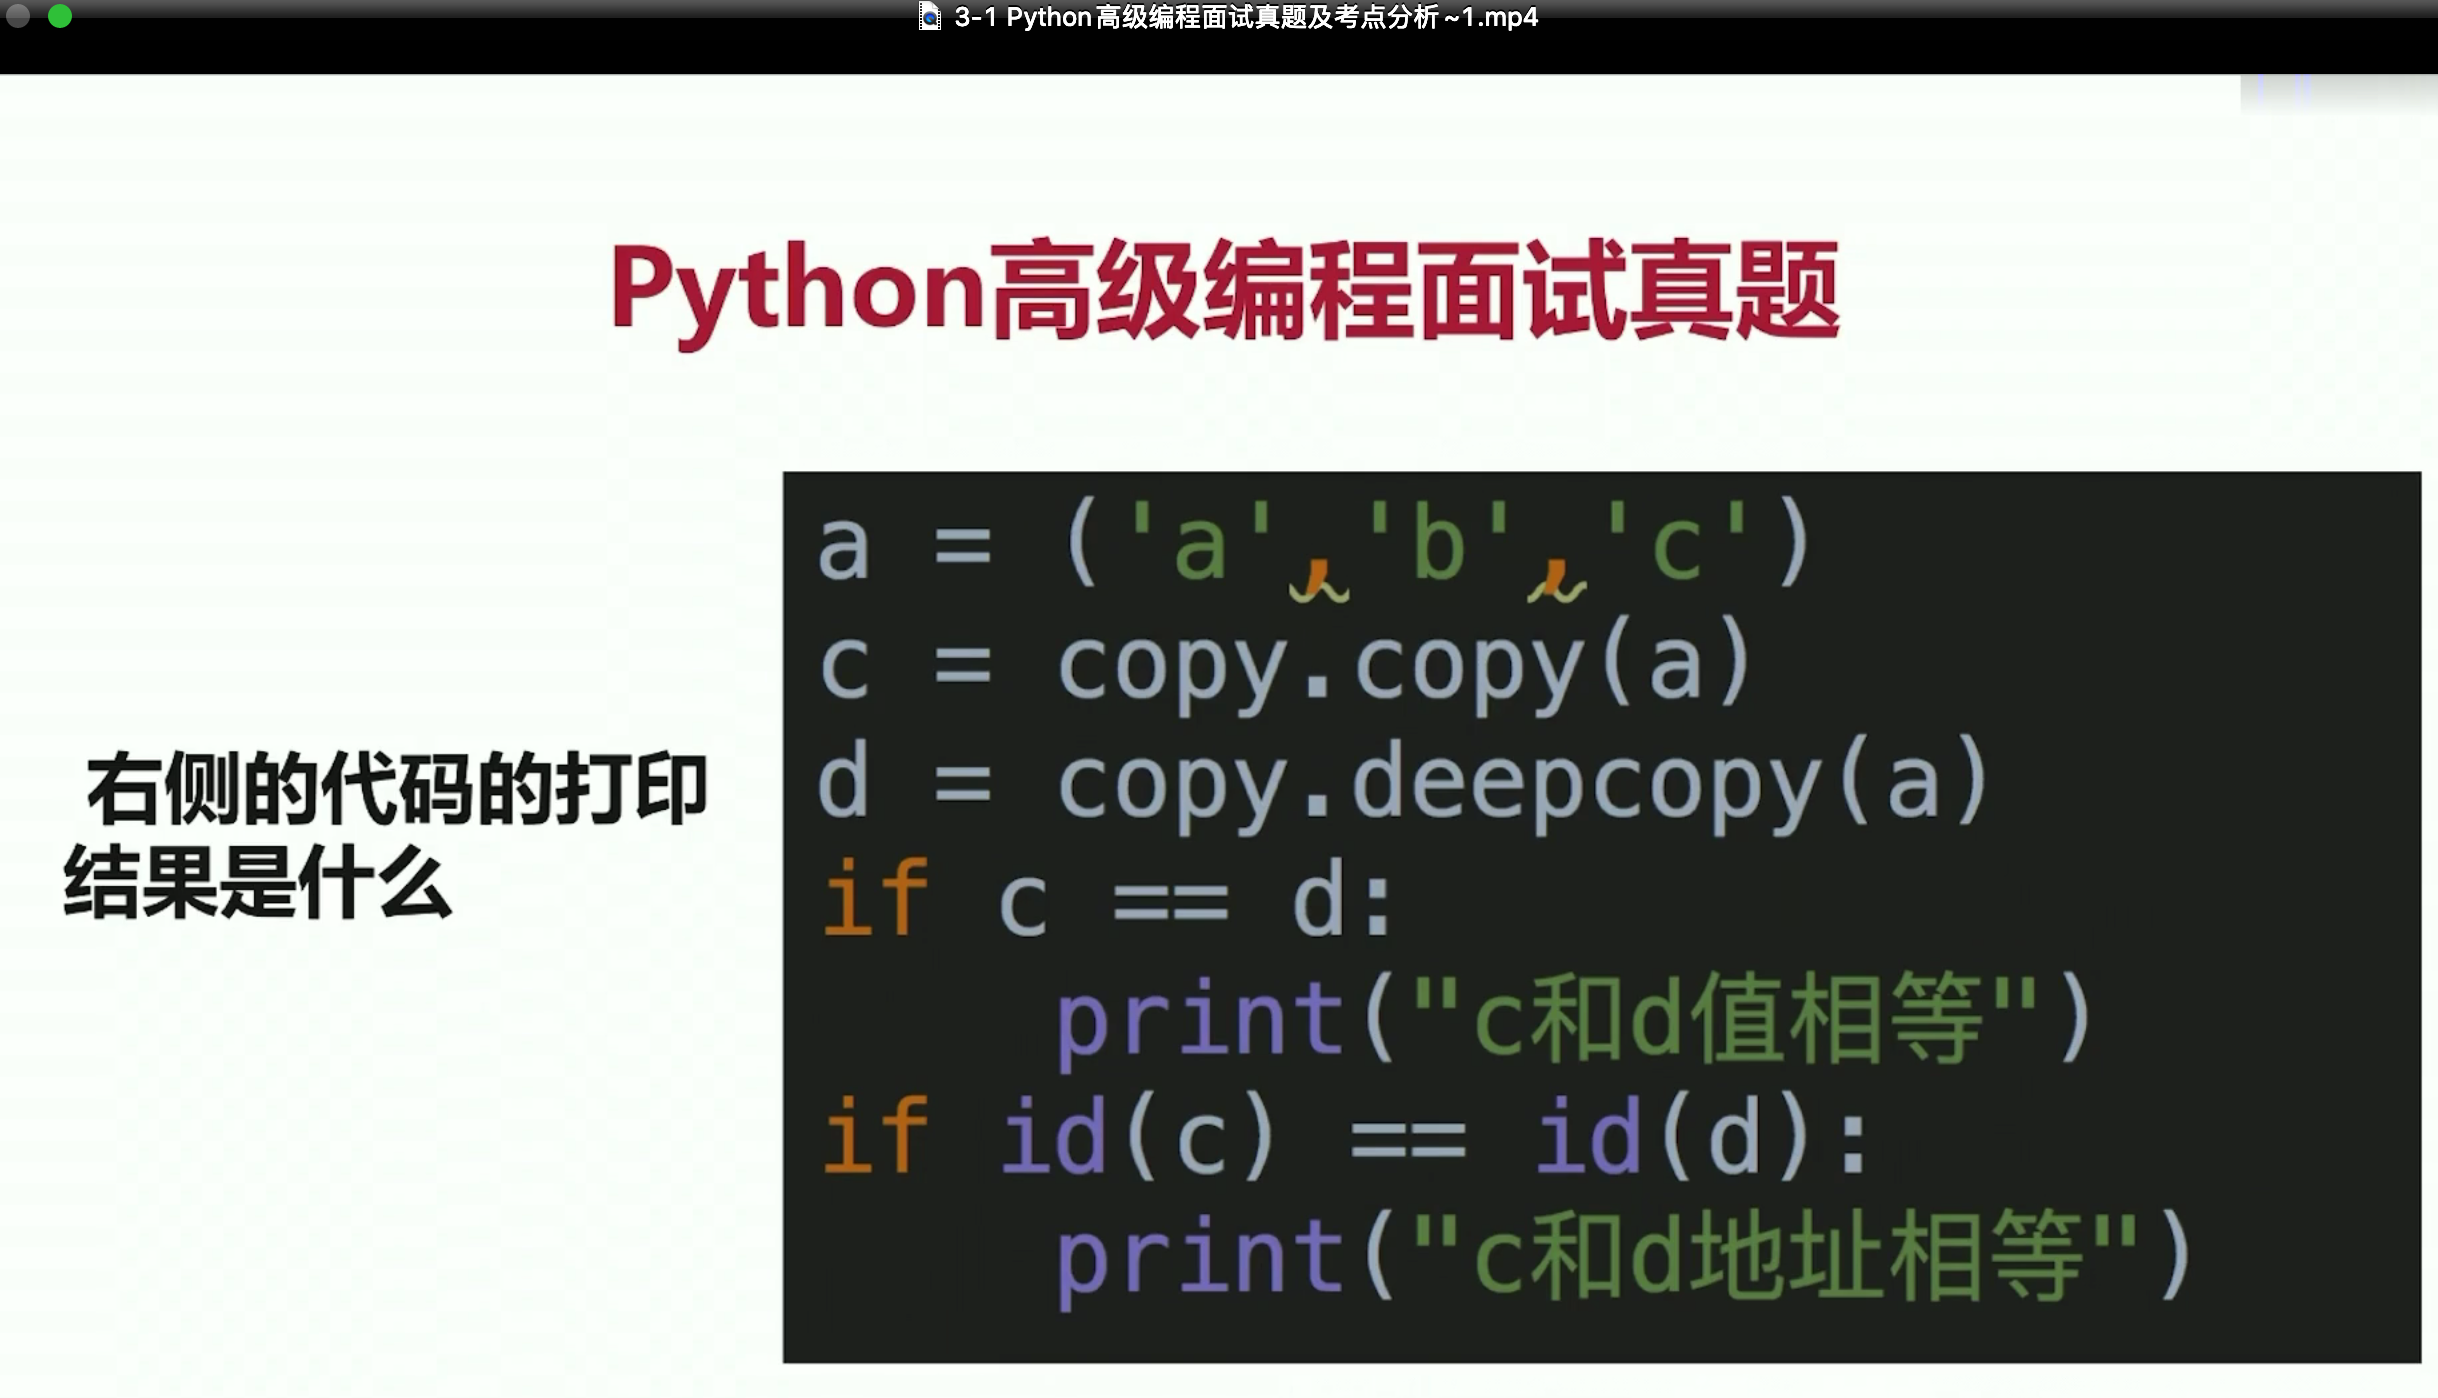 3-1 Python高级编程面试真题及考点分析~1.mp4
Python高级编程面试真题
右侧的代码的打印
结果是什么
a = ('a','b','c')
c = copy.copy(a)
d = copy.deepcopy(a)
if c == d:
    print("c和d值相等")
if id(c) == id(d):
    print("c和d地址相等")